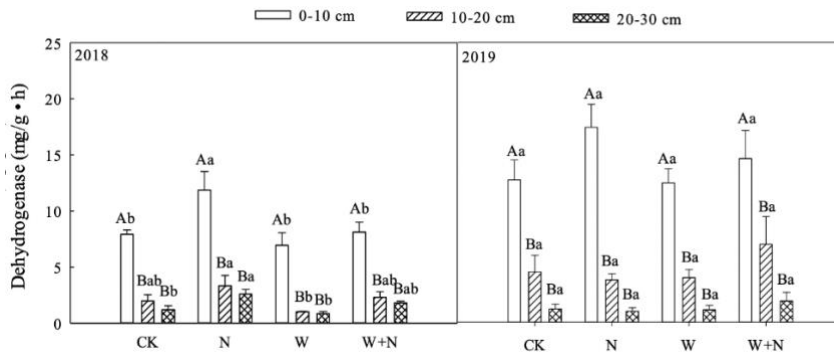 0-10 cm 10-20 cm 20-30 cm
Dehydrogenase (mg/g • h)
25
20
15
10
5
0
2018
Ab
Bab
Bb
Aa
Ba
Ba
Ab
Bb
Bb
Ab
Bab
Bab
CK N W W+N
2019
Aa
Ba
Ba
Aa
Ba
Ba
Aa
Ba
Ba
Aa
Ba
Ba
CK N W W+N